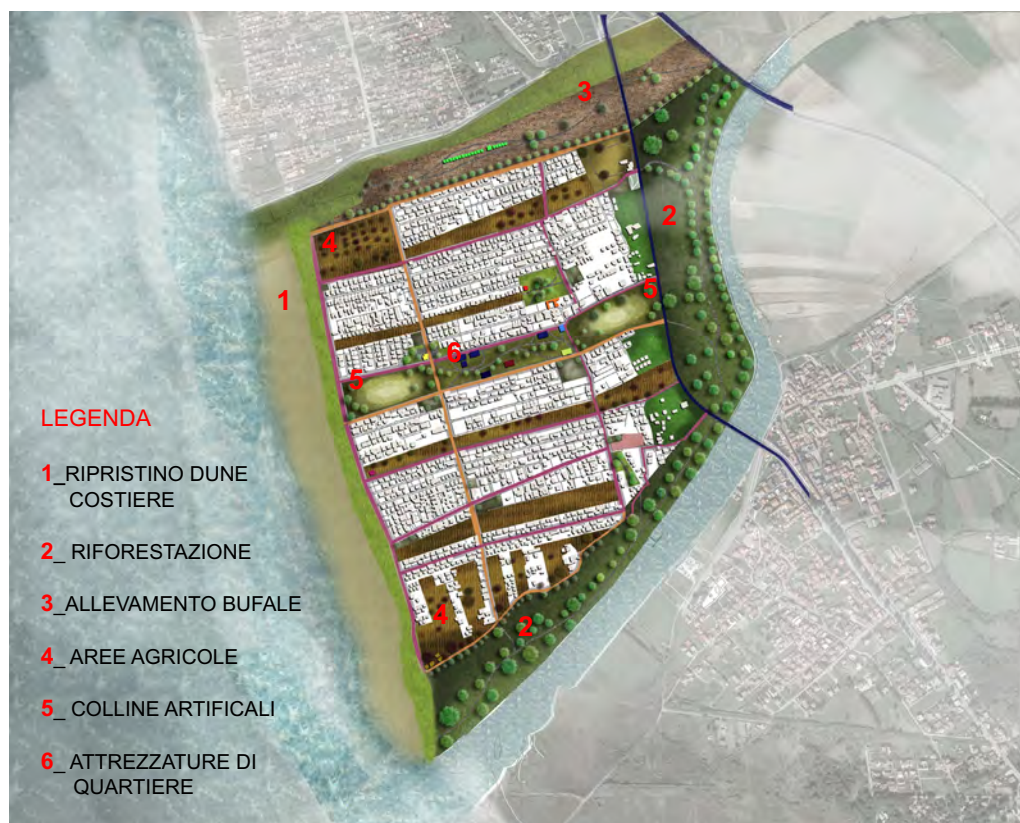 3
2
4
1
5
6
5
4
2
LEGENDA
1_RIPRISTINO DUNE
COSTIERE
2_ RIFORESTAZIONE
3_ALLEVAMENTO BUFALE
4_ AREE AGRICOLE
5_ COLLINE ARTIFICALI
6_ ATTREZZATURE DI
QUARTIERE